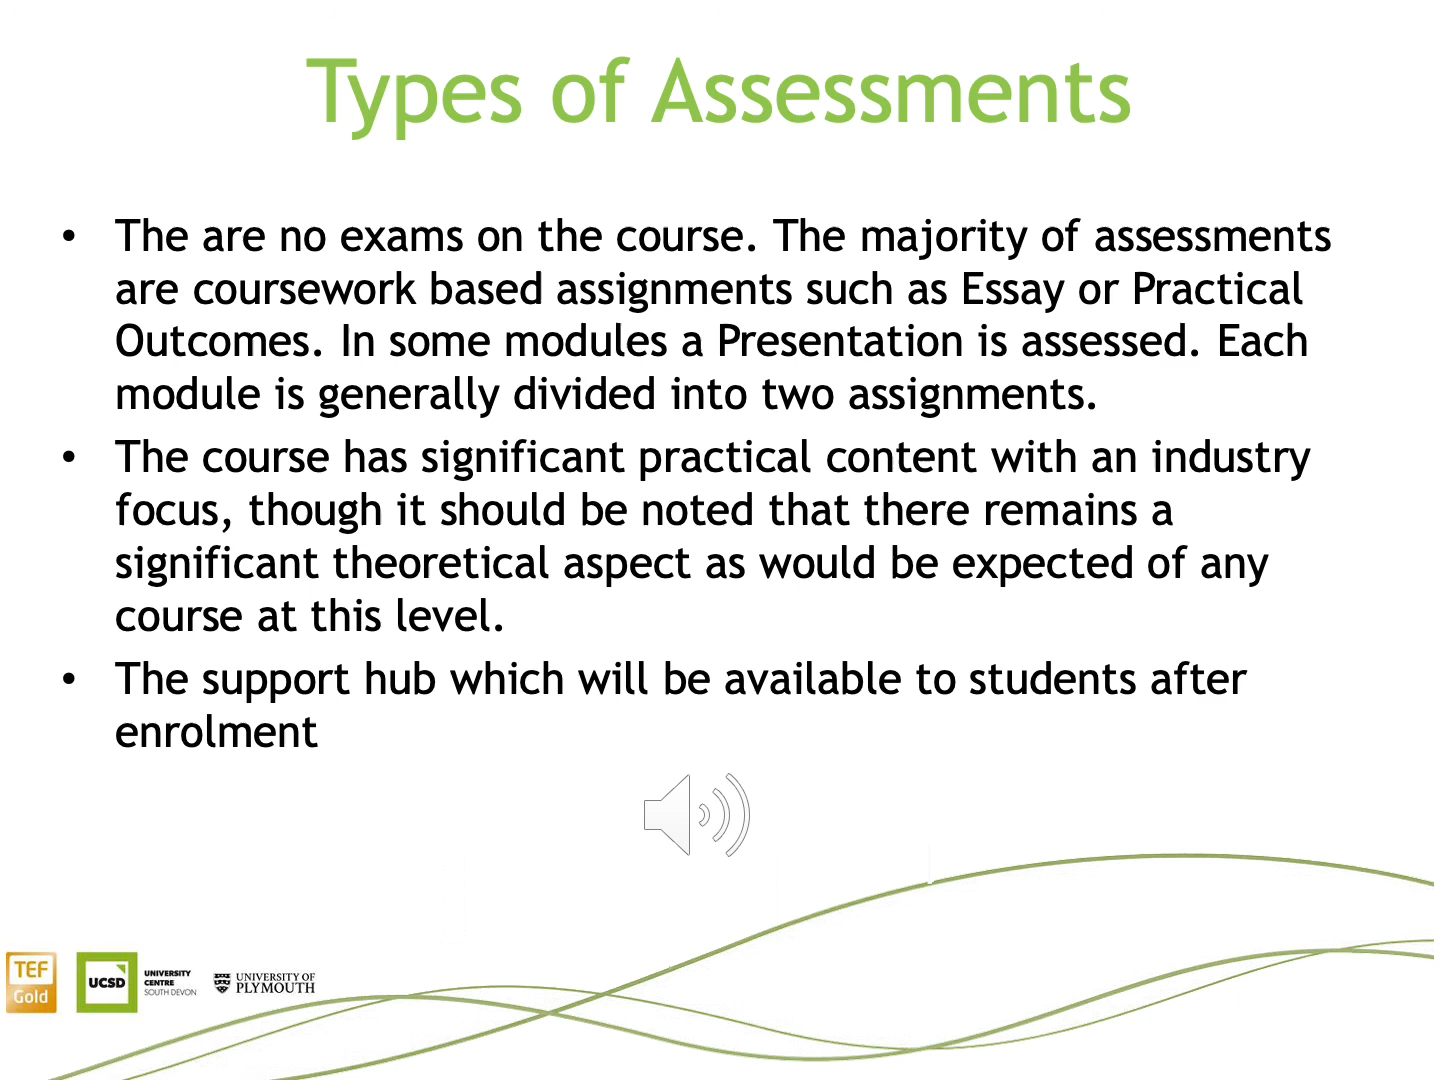 Types of Assessments
• The are no exams on the course. The majority of assessments
are coursework based assignments such as Essay or Practical
Outcomes. In some modules a Presentation is assessed. Each
module is generally divided into two assignments.
• The course has significant practical content with an industry
focus, though it should be noted that there remains a
significant theoretical aspect as would be expected of any
course at this level.
• The support hub which will be available to students after
enrolment
TEF
Gold
UCSD
UNIVERSITY
CENTRE
SOUTH DEVON
UNIVERSITY OF
PLYMOUTH